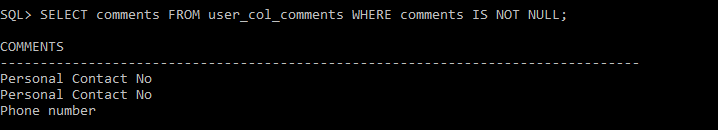 SQL> SELECT comments FROM user_col_comments WHERE comments IS NOT NULL;
COMMENTS
--------------------------------------------------------------------------------
Personal Contact No
Personal Contact No
Phone number